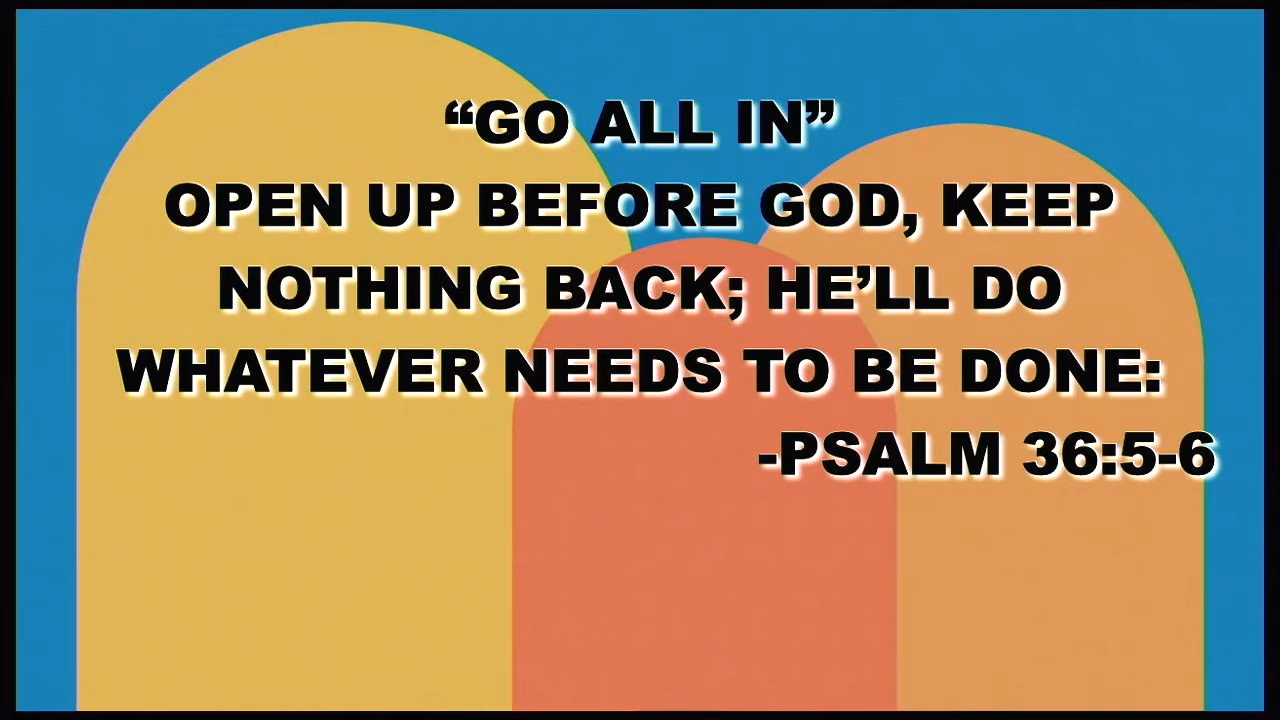 “GO ALL IN”
OPEN UP BEFORE GOD, KEEP
NOTHING BACK; HE’LL DO
WHATEVER NEEDS TO BE DONE:
-PSALM 36:5-6